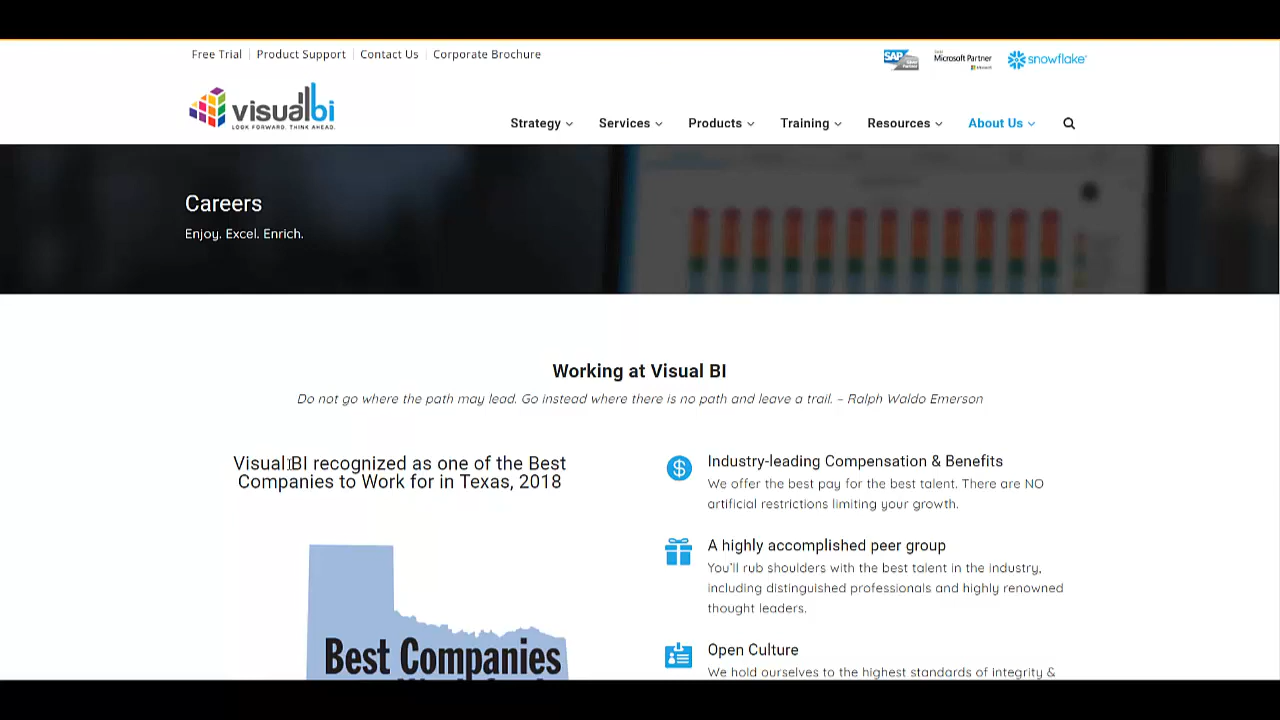 Free Trial Product Support Contact Us Corporate Brochure
SAP
Microsoft Partner
Microsoft
snowflake
visualbi
LOOK FORWARD. THINK AHEAD.
Strategy Services Products Training Resources About Us
Careers
Enjoy. Excel. Enrich.
Working at Visual BI
Do not go where the path may lead. Go instead where there is no path and leave a trail. – Ralph Waldo Emerson
Visual BI recognized as one of the Best
Companies to Work for in Texas, 2018
Best Companies
Industry-leading Compensation & Benefits
We offer the best pay for the best talent. There are NO
artificial restrictions limiting your growth.
A highly accomplished peer group
You'll rub shoulders with the best talent in the industry,
including distinguished professionals and highly renowned
thought leaders.
Open Culture
We hold ourselves to the highest standards of integrity &